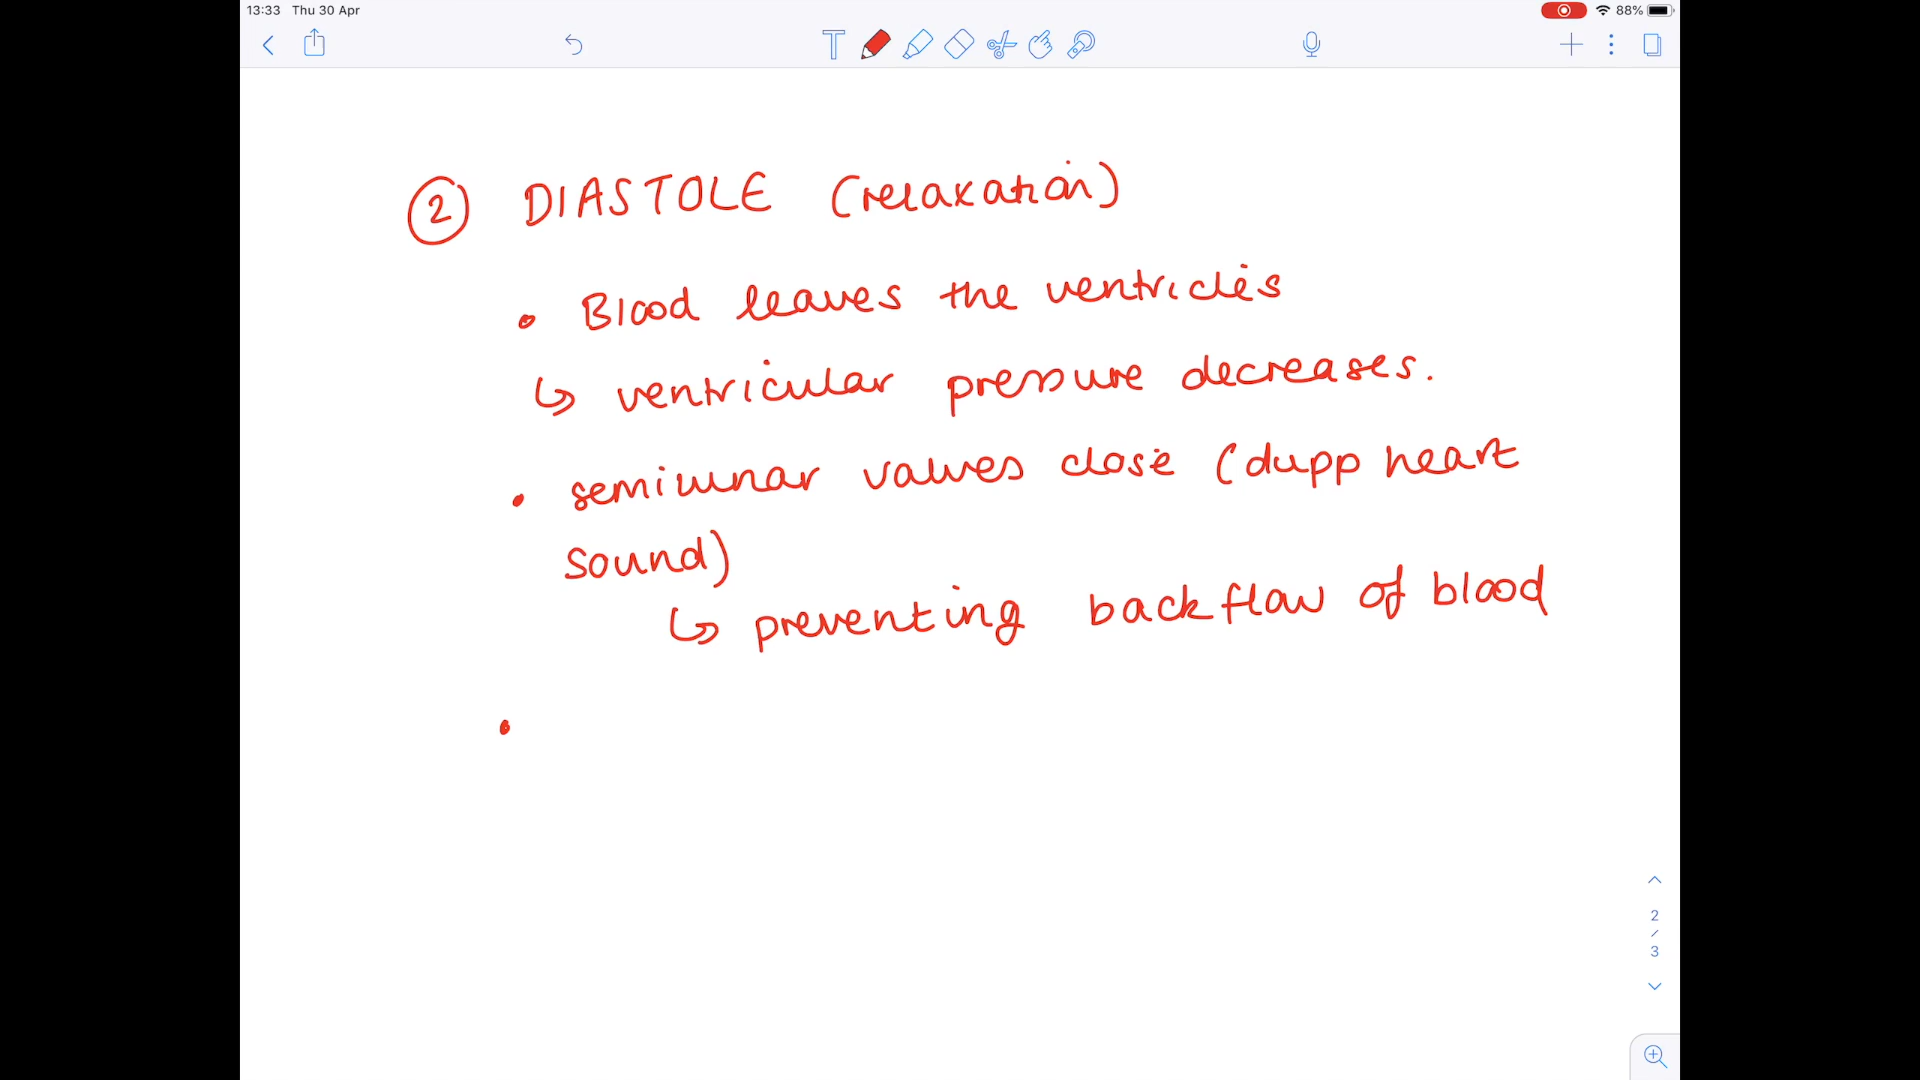 13:33 Thu 30 Apr
88%
T
② DIASTOLE (relaxation)
• Blood leaves the ventricles
↳ ventricular pressure decreases.
• semilunar valves close (dupp heart
sound)
↳ preventing backflow of blood
•
2
/
3